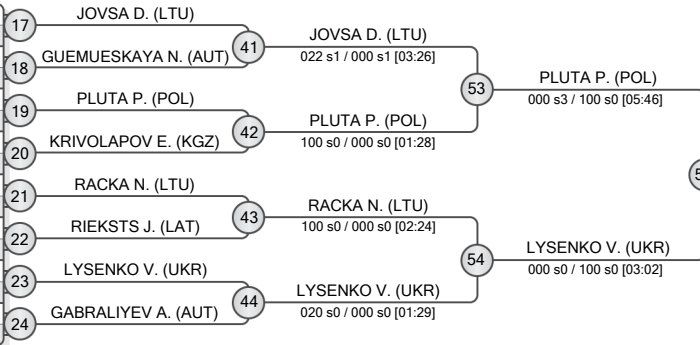 17
JOVSA D. (LTU)
18
GUEMUESKAYA N. (AUT)
41
JOVSA D. (LTU)
022 s1 / 000 s1 [03:26]
19
PLUTA P. (POL)
20
KRIVOLAPOV E. (KGZ)
42
PLUTA P. (POL)
100 s0 / 000 s0 [01:28]
53
PLUTA P. (POL)
000 s3 / 100 s0 [05:46]
21
RACKA N. (LTU)
22
RIEKSTS J. (LAT)
43
RACKA N. (LTU)
100 s0 / 000 s0 [02:24]
23
LYSENKO V. (UKR)
24
GABRALIYEV A. (AUT)
44
LYSENKO V. (UKR)
020 s0 / 000 s0 [01:29]
54
LYSENKO V. (UKR)
000 s0 / 100 s0 [03:02]